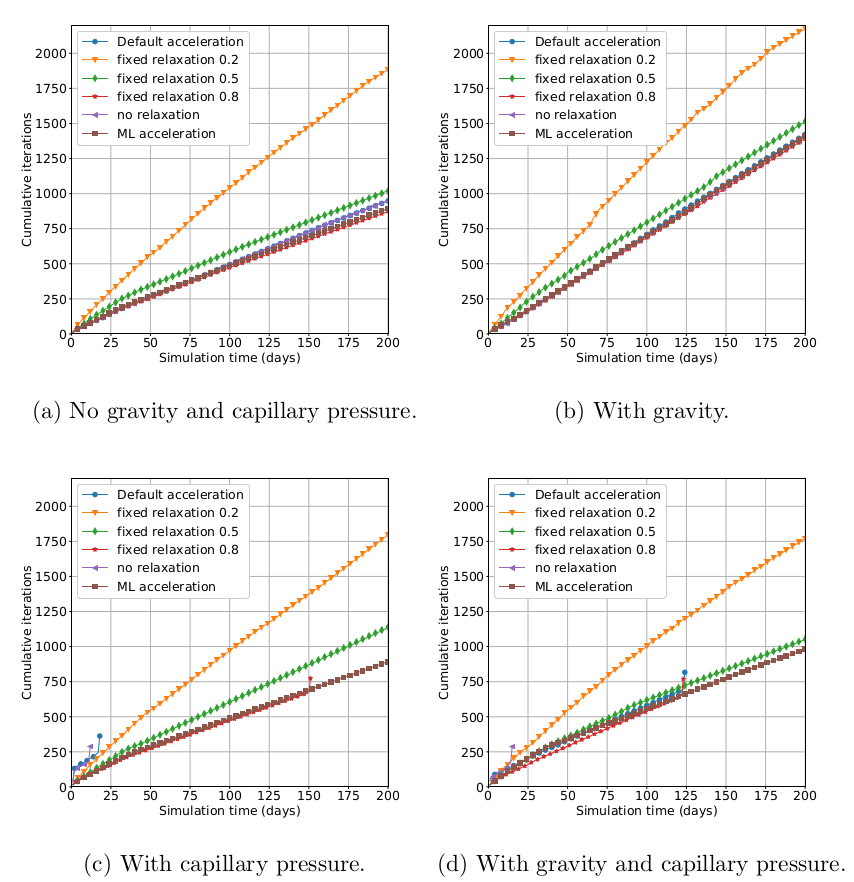 2000
1750
1500
1250
1000
750
500
250
0
Cumulative iterations
Default acceleration
fixed relaxation 0.2
fixed relaxation 0.5
fixed relaxation 0.8
no relaxation
ML acceleration
0 25 50 75 100 125 150 175 200
Simulation time (days)
(a) No gravity and capillary pressure.
2000
1750
1500
1250
1000
750
500
250
0
Cumulative iterations
Default acceleration
fixed relaxation 0.2
fixed relaxation 0.5
fixed relaxation 0.8
no relaxation
ML acceleration
0 25 50 75 100 125 150 175 200
Simulation time (days)
(b) With gravity.
2000
1750
1500
1250
1000
750
500
250
0
Cumulative iterations
Default acceleration
fixed relaxation 0.2
fixed relaxation 0.5
fixed relaxation 0.8
no relaxation
ML acceleration
0 25 50 75 100 125 150 175 200
Simulation time (days)
(c) With capillary pressure.
2000
1750
1500
1250
1000
750
500
250
0
Cumulative iterations
Default acceleration
fixed relaxation 0.2
fixed relaxation 0.5
fixed relaxation 0.8
no relaxation
ML acceleration
0 25 50 75 100 125 150 175 200
Simulation time (days)
(d) With gravity and capillary pressure.